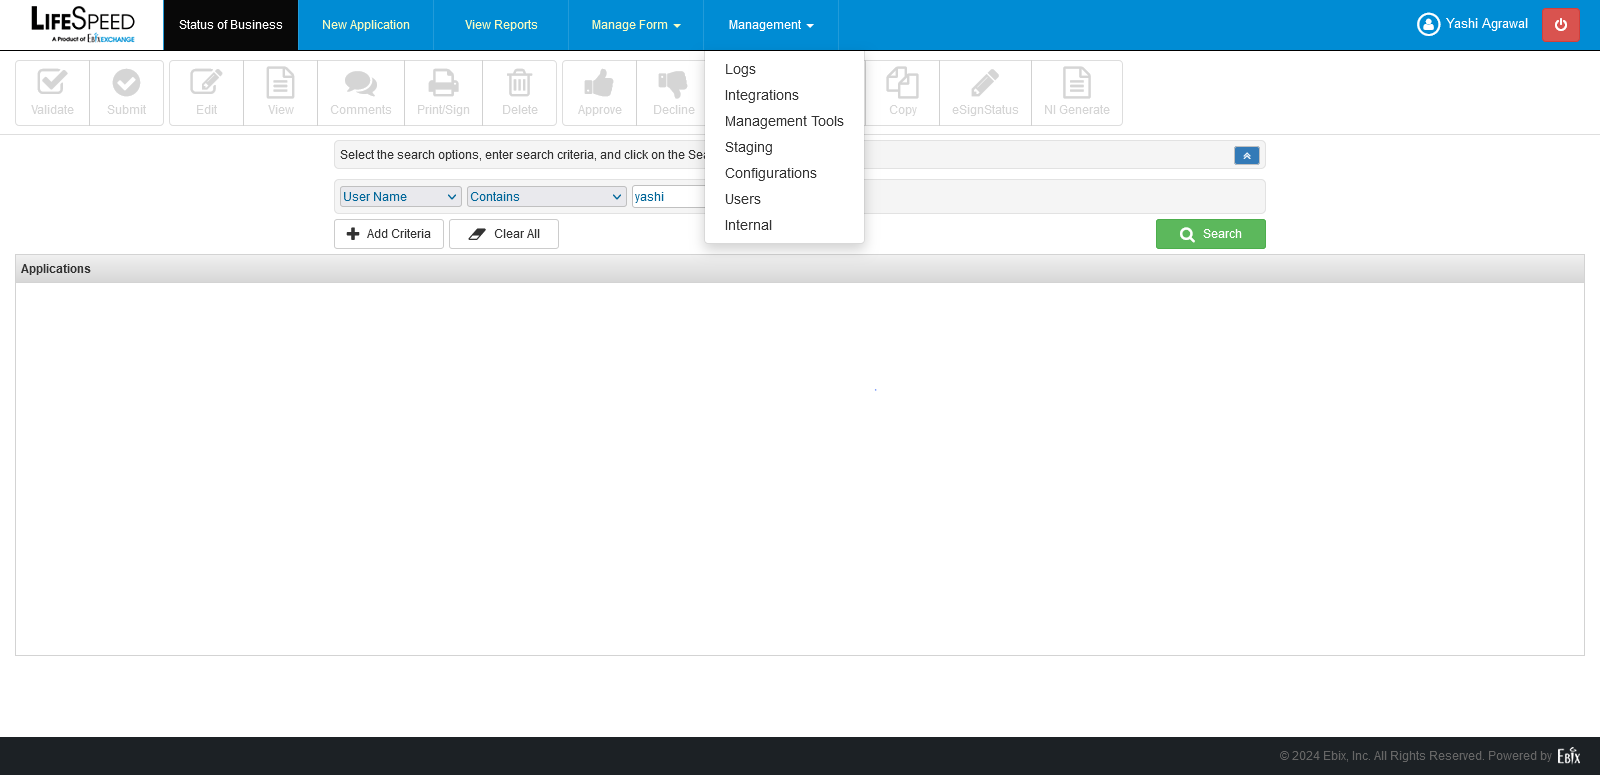 LIFESPEED
A Product of EbixEXCHANGE
Status of Business
New Application
View Reports
Manage Form
Management
Yashi Agrawal
Validate
Submit
Edit
View
Comments
Print/Sign
Delete
Approve
Decline
Copy
eSignStatus
NI Generate
Logs
Integrations
Management Tools
Staging
Configurations
Users
Internal
Select the search options, enter search criteria, and click on the Sea
User Name
Contains
yashi
Add Criteria
Clear All
Search
Applications
© 2024 Ebix, Inc. All Rights Reserved. Powered by Ebix